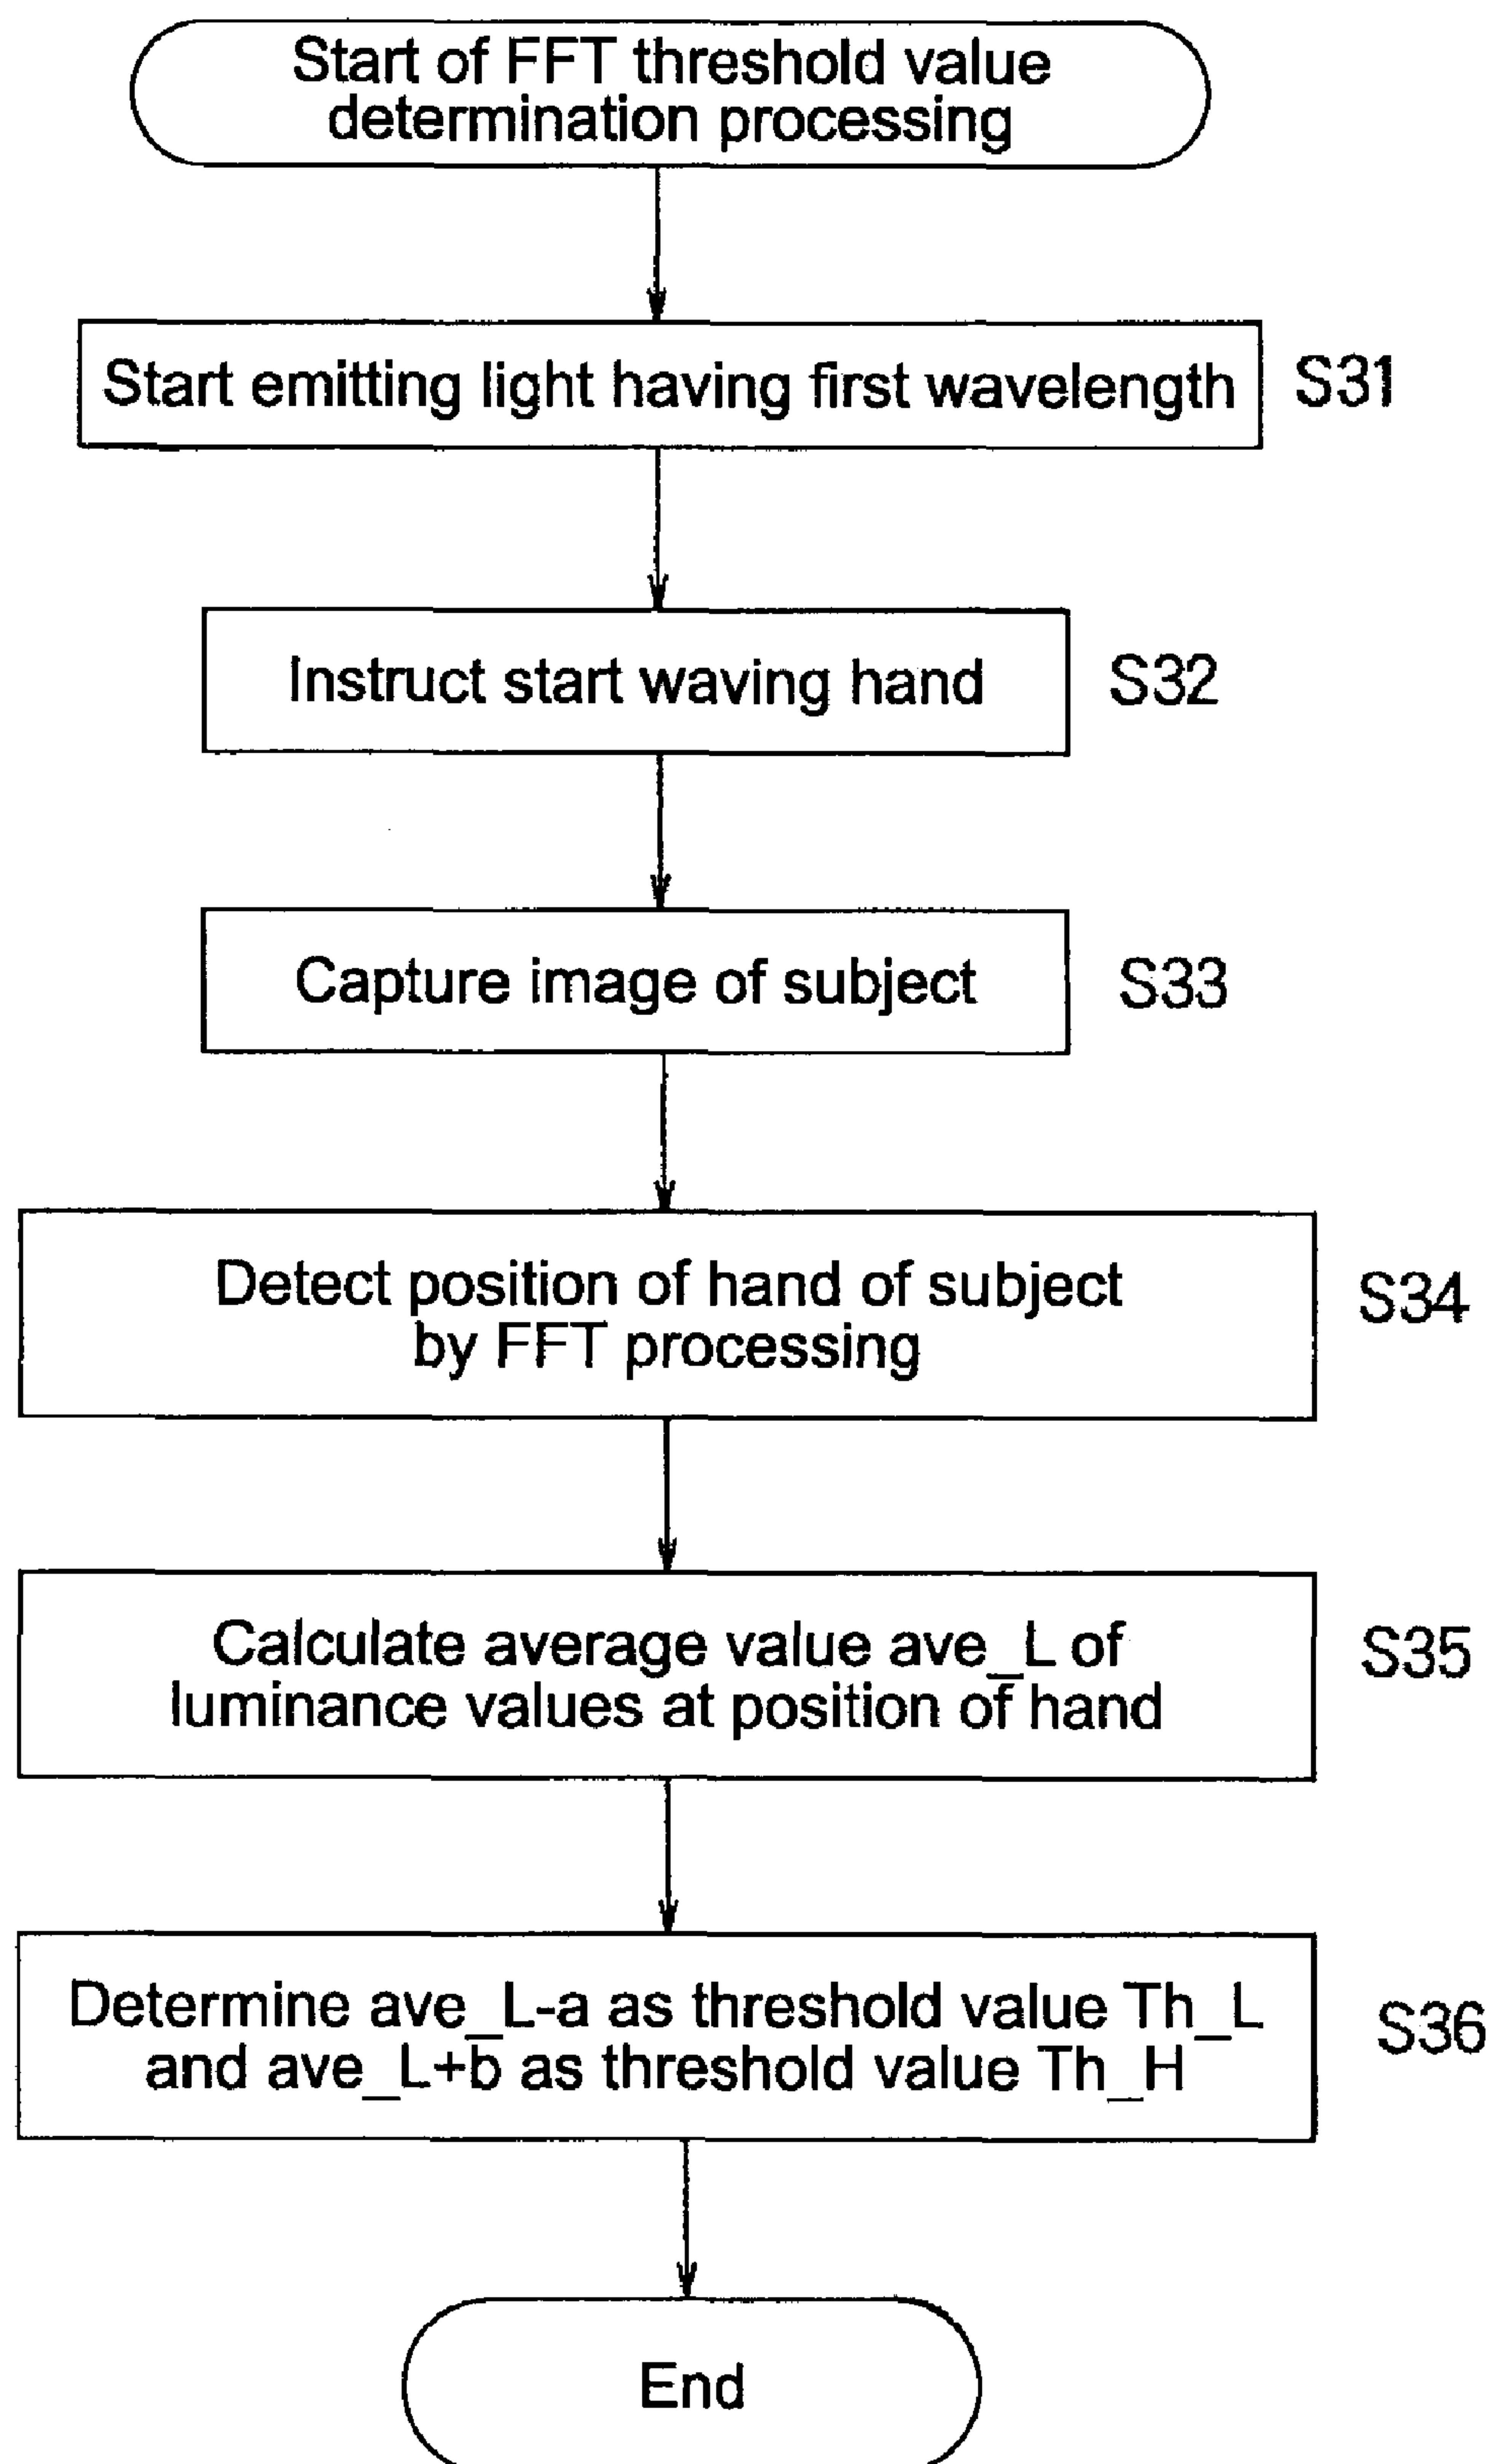 Start of FFT threshold value
determination processing
Start emitting light having first wavelength
S31
Instruct start waving hand
S32
Capture image of subject
S33
Detect position of hand of subject
by FFT processing
S34
Calculate average value ave_L of
luminance values at position of hand
S35
Determine ave_L-a as threshold value Th_L
and ave_L+b as threshold value Th_H
S36
End